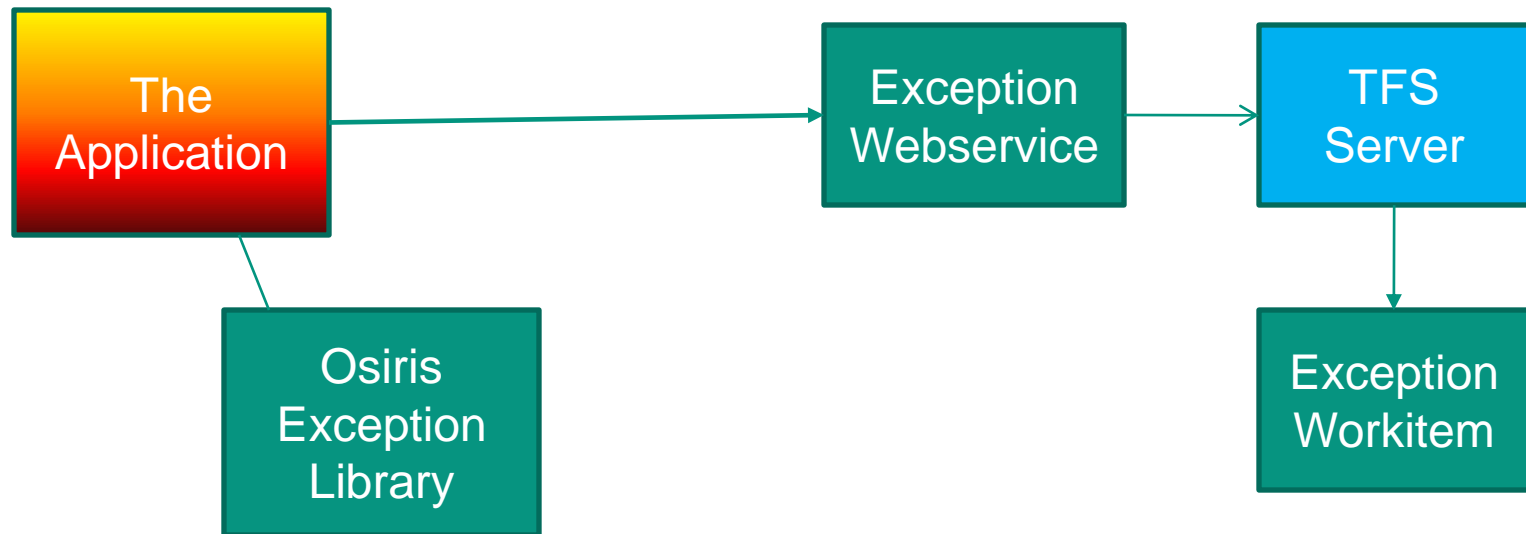 The
Application
Exception
Webservice
TFS
Server
Osiris
Exception
Library
Exception
Workitem